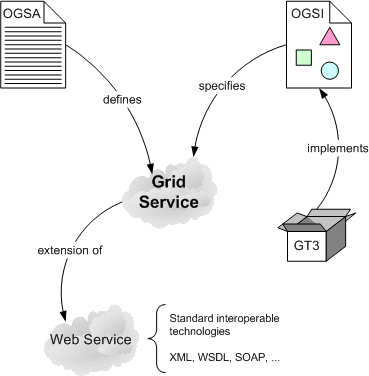 OGSA
OGSI
defines
specifies
Grid
Service
implements
GT3
extension of
Web Service
Standard interoperable
technologies
XML, WSDL, SOAP, ...